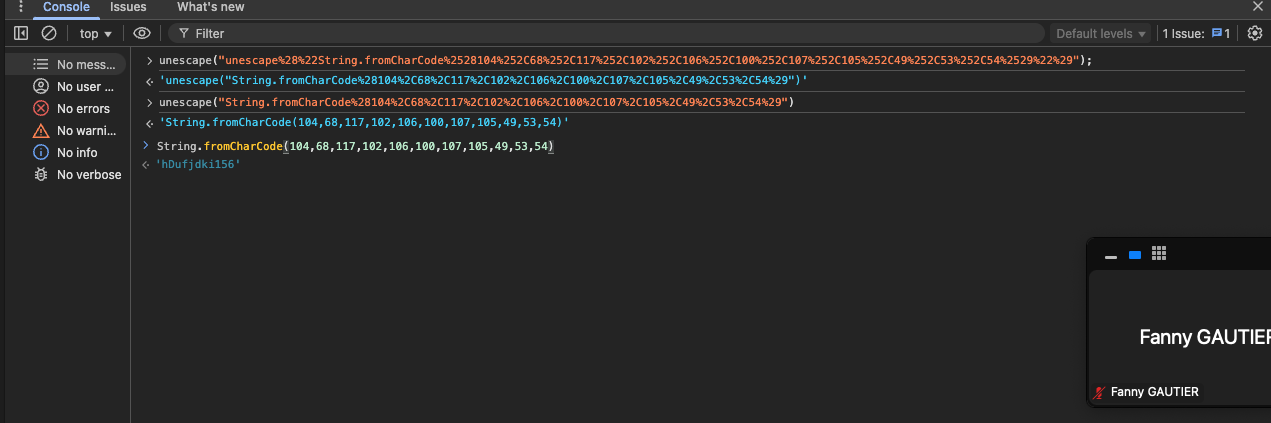 Console Issues What's new
top Filter Default levels 1 Issue: 1
No mess...
No user ...
No errors
No warni...
No info
No verbose
unescape("unescape%28%22String.fromCharCode%2528104%252C68%252C117%252C102%252C106%252C100%252C107%252C105%252C49%252C53%252C54%2529%22%29");
'unescape("String.fromCharCode%28104%2C68%2C117%2C102%2C106%2C100%2C107%2C105%2C49%2C53%2C54%29")'
unescape("String.fromCharCode%28104%2C68%2C117%2C102%2C106%2C100%2C107%2C105%2C49%2C53%2C54%29")
'String.fromCharCode(104,68,117,102,106,100,107,105,49,53,54)'
String.fromCharCode(104,68,117,102,106,100,107,105,49,53,54)
'hDufjdki156'
Fanny GAUTIER
Fanny GAUTIER